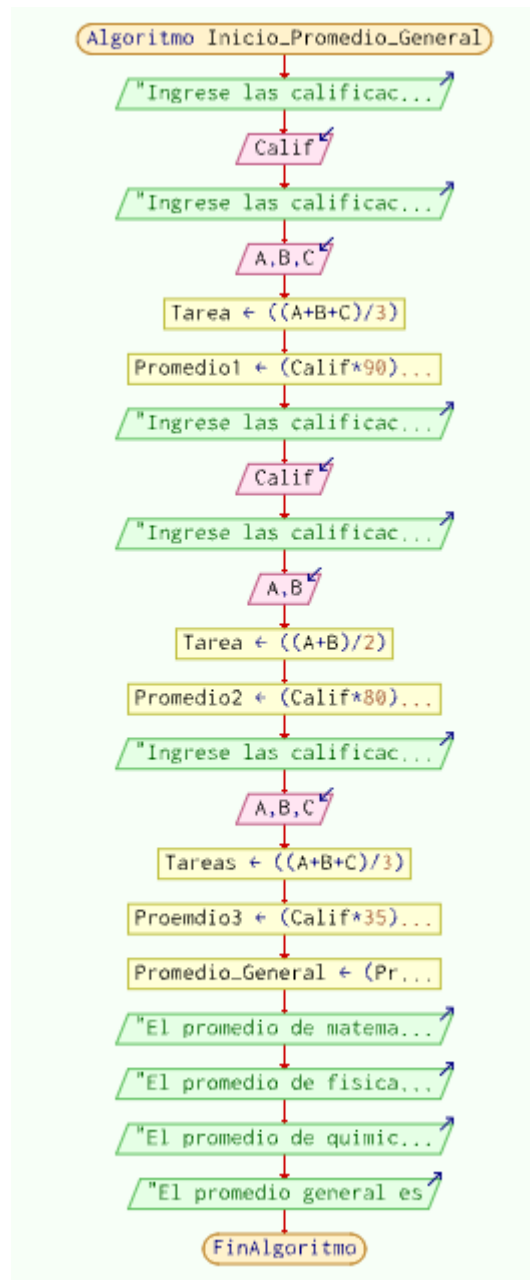 Algoritmo Inicio_Promedio_General
"Ingrese las calificac...
Calif
"Ingrese las calificac...
A,B,C
Tarea ← ((A+B+C)/3)
Promedio1 ← (Calif*90)...
"Ingrese las calificac...
Calif
"Ingrese las calificac...
A,B
Tarea ← ((A+B)/2)
Promedio2 ← (Calif*80)...
"Ingrese las calificac...
A,B,C
Tareas ← ((A+B+C)/3)
Proemdio3 ← (Calif*35)...
Promedio_General ← (Pr...
"El promedio de matema...
"El promedio de fisica...
"El promedio de quimic...
"El promedio general es
FinAlgoritmo